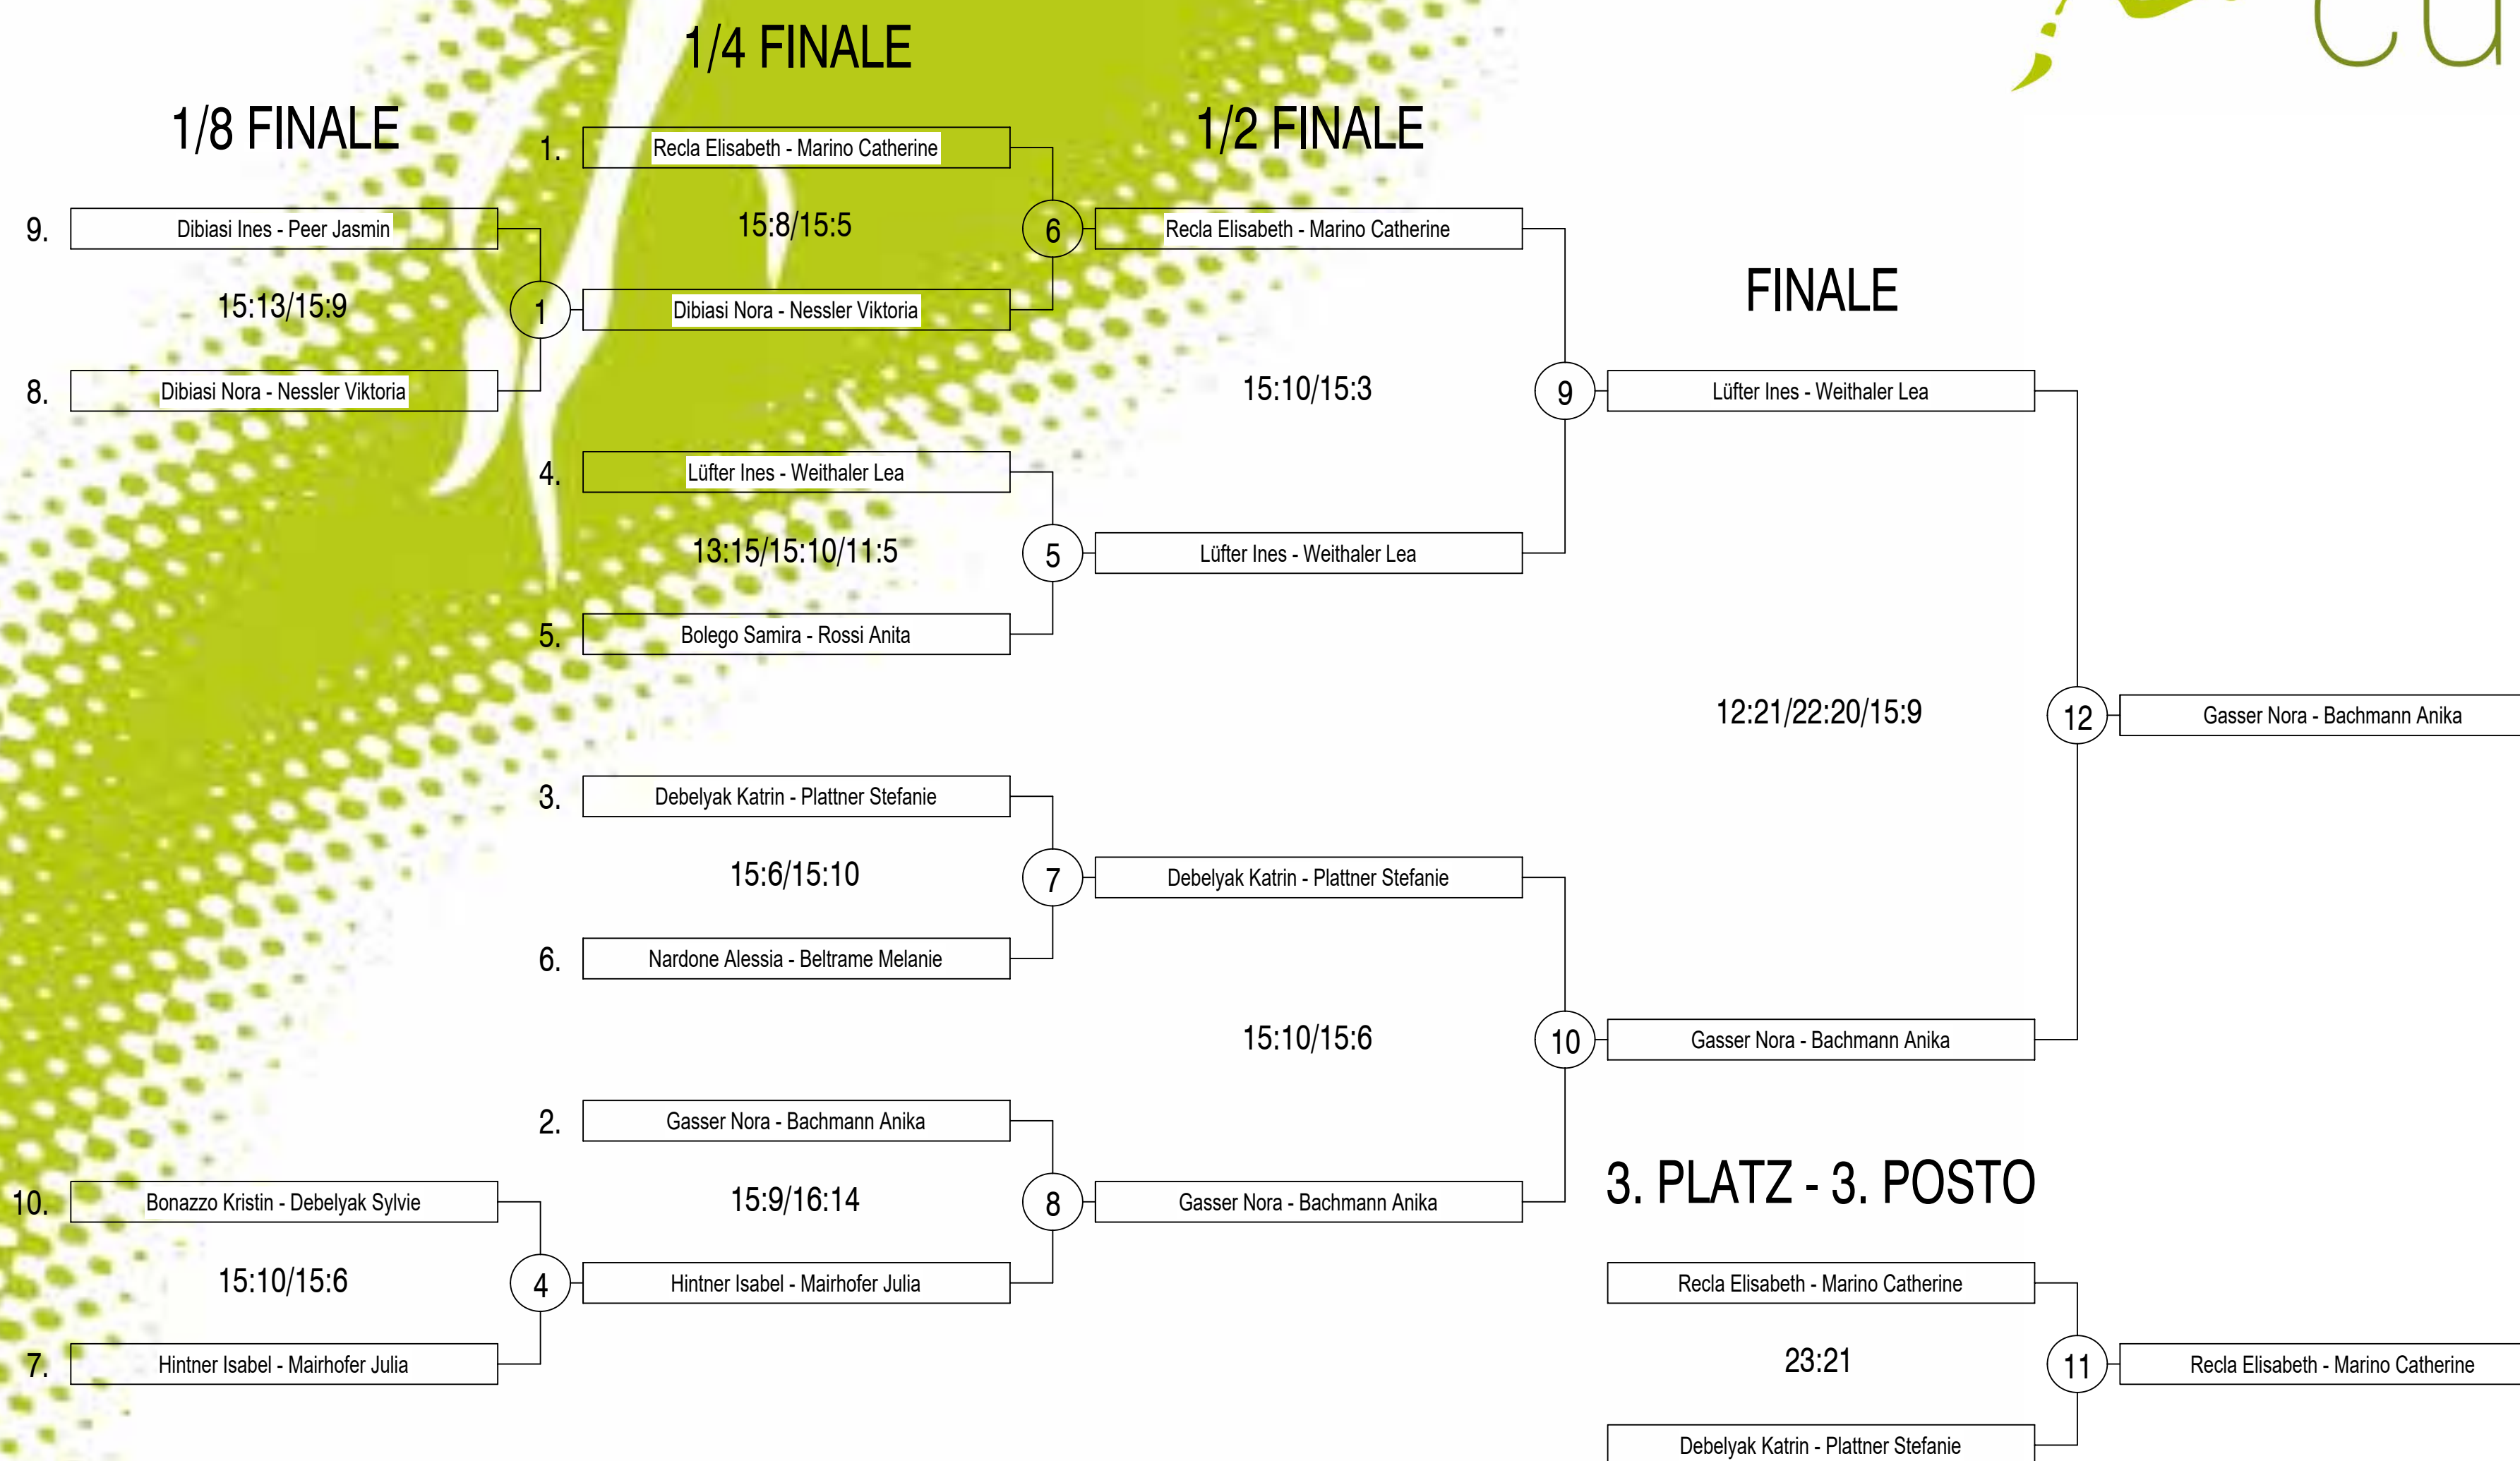 cu
1/4 FINALE
1/8 FINALE
1/2 FINALE
1. Recla Elisabeth - Marino Catherine
9. Dibiasi Ines - Peer Jasmin
15:8/15:5
6 Recla Elisabeth - Marino Catherine
FINALE
15:13/15:9
1 Dibiasi Nora - Nessler Viktoria
8. Dibiasi Nora - Nessler Viktoria
15:10/15:3
9 Lüfter Ines - Weithaler Lea
4. Lüfter Ines - Weithaler Lea
13:15/15:10/11:5
5 Lüfter Ines - Weithaler Lea
5. Bolego Samira - Rossi Anita
12:21/22:20/15:9
12 Gasser Nora - Bachmann Anika
3. Debelyak Katrin - Plattner Stefanie
15:6/15:10
7 Debelyak Katrin - Plattner Stefanie
6. Nardone Alessia - Beltrame Melanie
15:10/15:6
10 Gasser Nora - Bachmann Anika
2. Gasser Nora - Bachmann Anika
3. PLATZ - 3. POSTO
10. Bonazzo Kristin - Debelyak Sylvie
15:9/16:14
8 Gasser Nora - Bachmann Anika
15:10/15:6
4 Hintner Isabel - Mairhofer Julia
Recla Elisabeth - Marino Catherine
7. Hintner Isabel - Mairhofer Julia
23:21
11 Recla Elisabeth - Marino Catherine
Debelyak Katrin - Plattner Stefanie